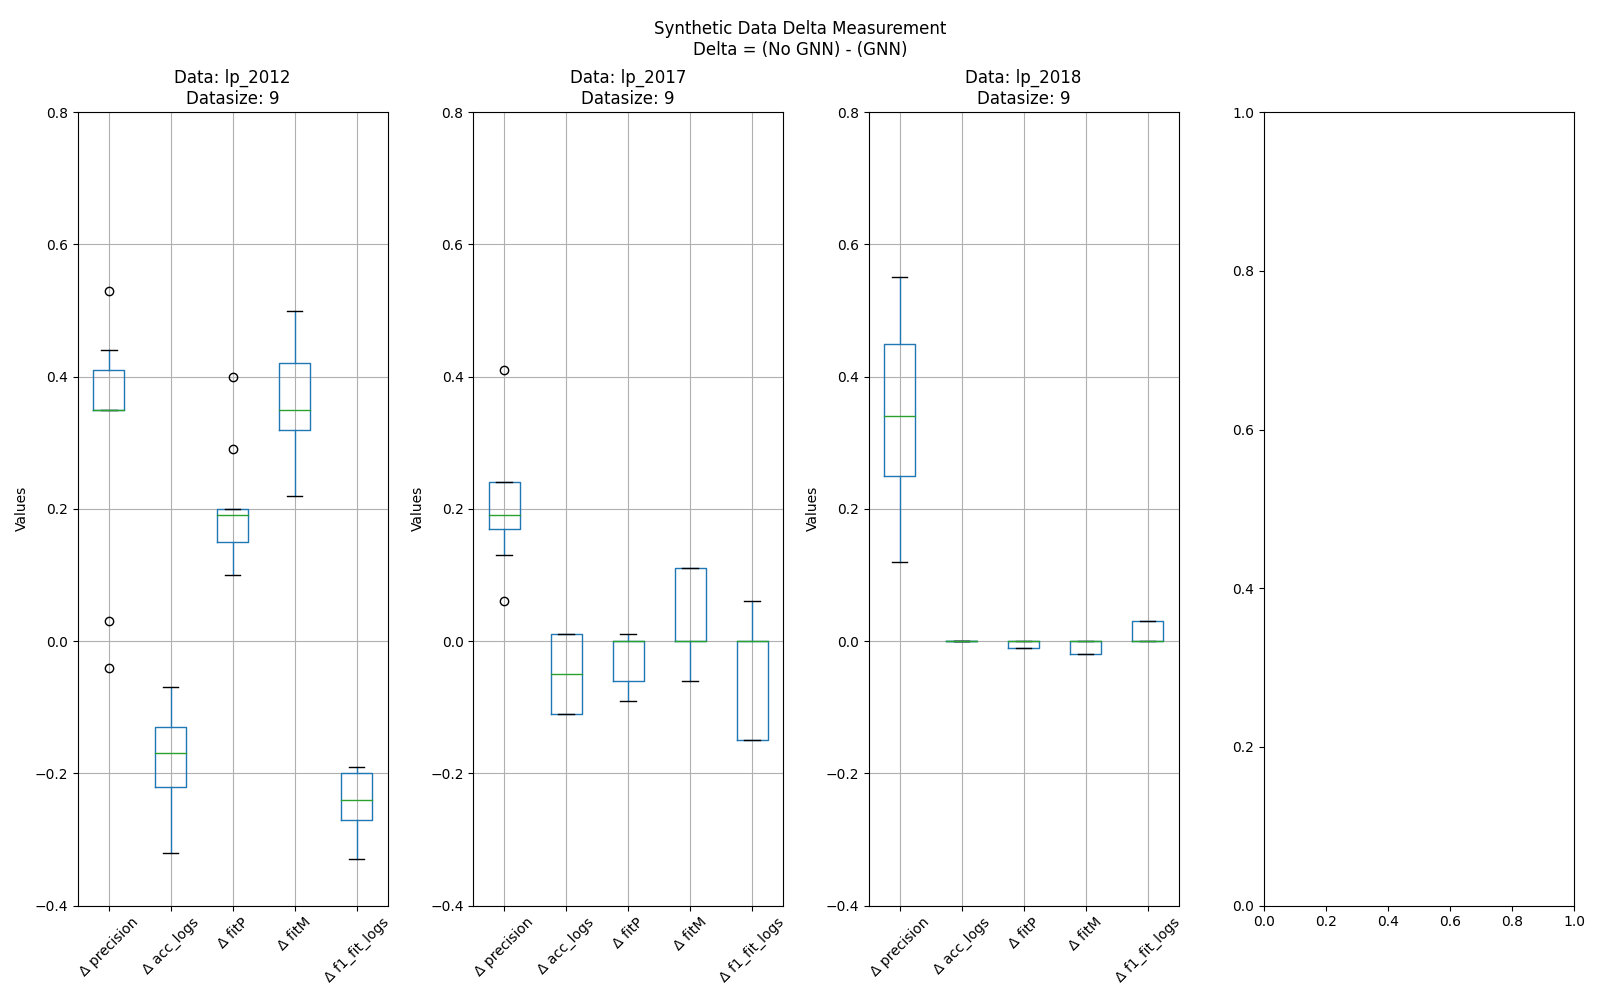 Synthetic Data Delta Measurement
Delta = (No GNN) - (GNN)
Data: lp_2012
Datasize: 9
0.8
0.6
0.4
0.2
0.0
−0.2
−0.4
Values
Δ precision
Δ acc_logs
Δ fitP
Δ fitM
Δ f1_fit_logs
Data: lp_2017
Datasize: 9
0.8
0.6
0.4
0.2
0.0
−0.2
−0.4
Values
Δ precision
Δ acc_logs
Δ fitP
Δ fitM
Δ f1_fit_logs
Data: lp_2018
Datasize: 9
0.8
0.6
0.4
0.2
0.0
−0.2
−0.4
Values
Δ precision
Δ acc_logs
Δ fitP
Δ fitM
Δ f1_fit_logs
1.0
0.8
0.6
0.4
0.2
0.0
0.0 0.2 0.4 0.6 0.8 1.0